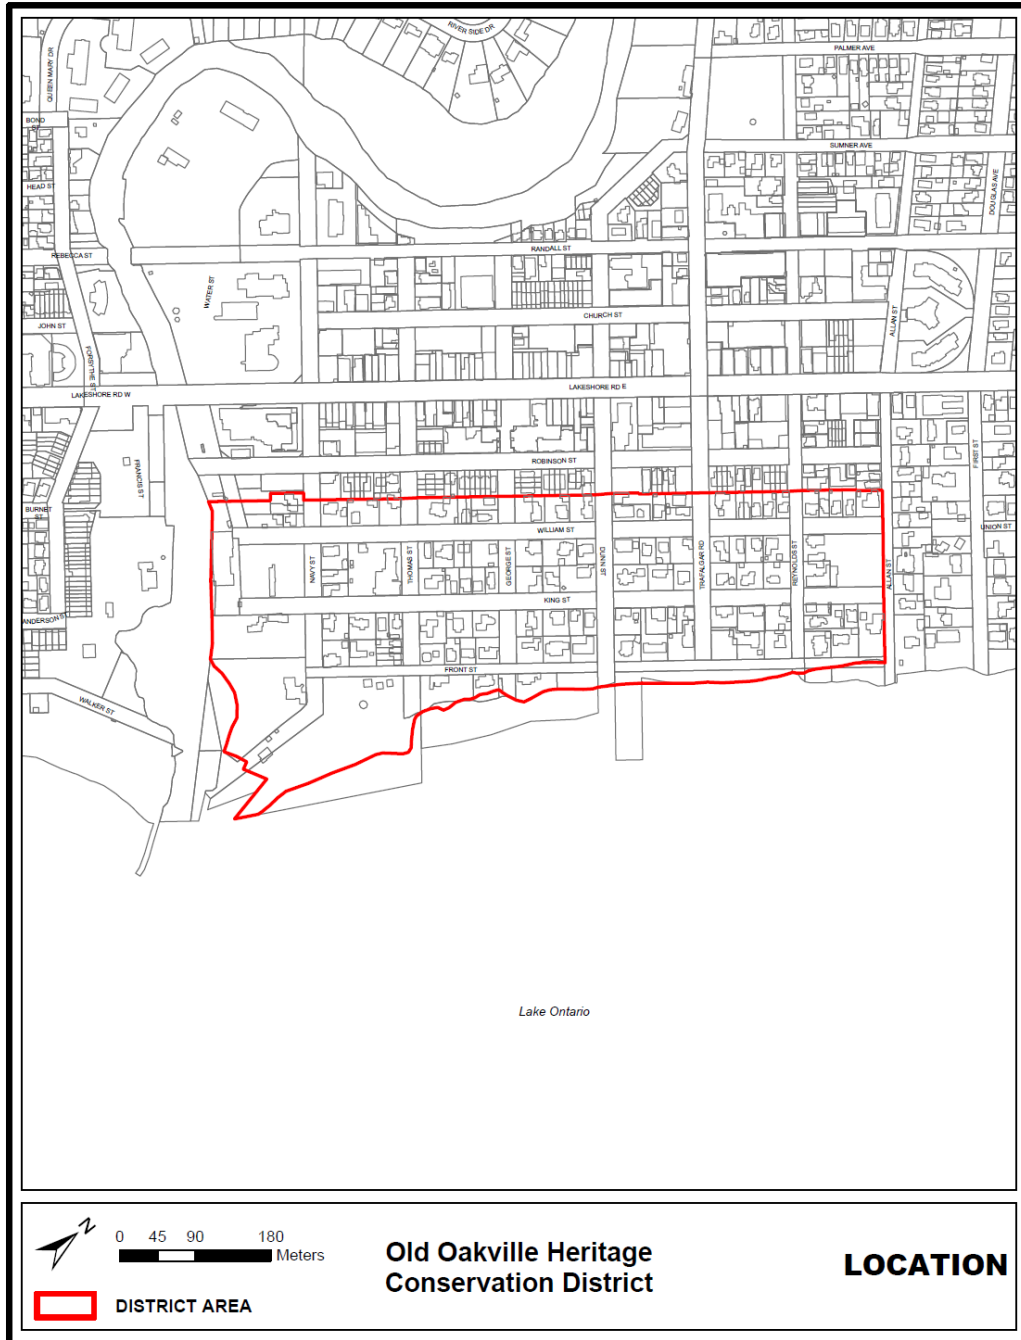 RIVER SIDE DR
PALMER AVE
QUEEN MARY DR
BOND
ST
SUMNER AVE
HEAD ST
DOUGLAS AVE
RANDALL ST
REBECCA ST
WATER ST
CHURCH ST
ALLAN ST
JOHN ST
FORSYTHE ST
LAKESHORE RD E
LAKESHORE RD W
FIRST ST
ROBINSON ST
FRANCIS ST
BURNET
ST
WILLIAM ST
UNION ST
NAVY ST
THOMAS ST
GEORGE ST
DUNN ST
TRAFALGAR RD
REYNOLDS ST
ALLAN ST
KING ST
ANDERSON ST
FRONT ST
WALKER ST
Lake Ontario
N
0 45 90 180
Meters
DISTRICT AREA
Old Oakville Heritage
Conservation District
LOCATION